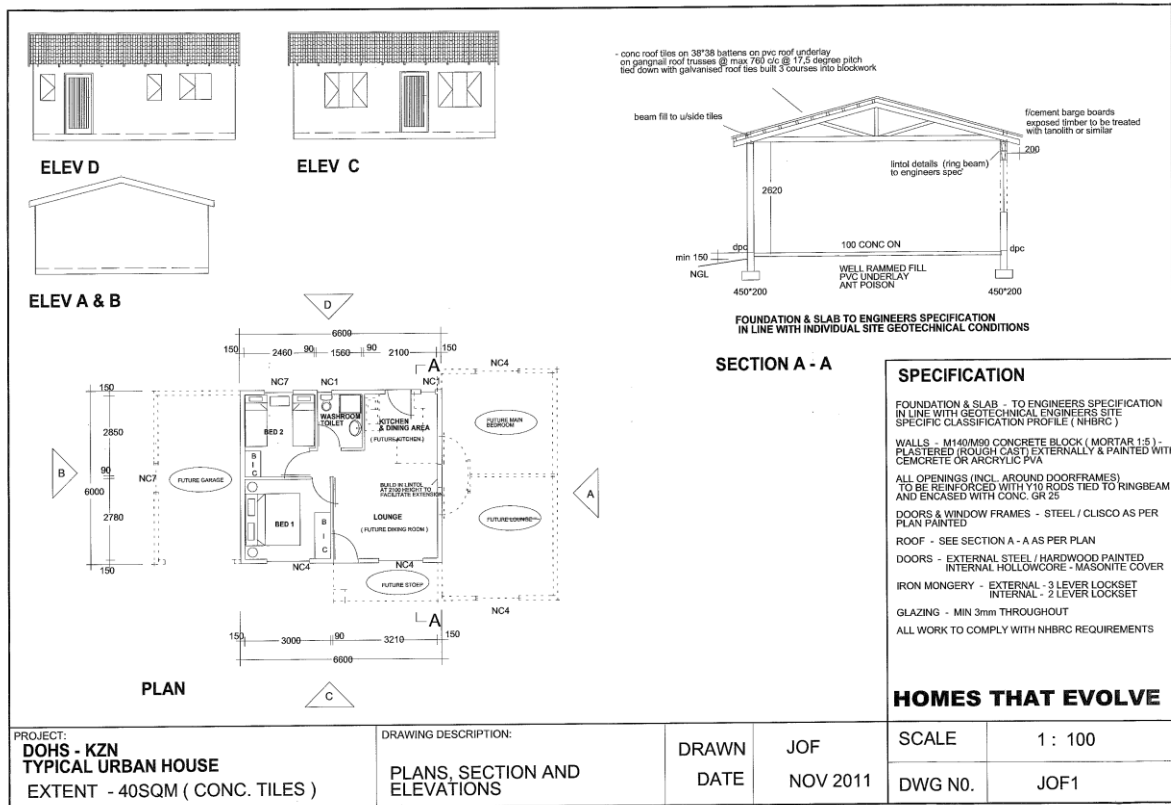 ELEV D
ELEV C
ELEV A & B
- conc roof tiles on 38*38 battens on pvc roof underlay
on gangnail roof trusses @ max 760 c/c @ 17,5 degree pitch
tied down with galvanised roof ties built 3 courses into blockwork
beam fill to u/side tiles
f/cement barge boards
exposed timber to be treated
with tanolith or similar
200
lintol details (ring beam)
to engineers spec'
2620
dpc
100 CONC ON
dpc
min 150
NGL
WELL RAMMED FILL
PVC UNDERLAY
ANT POISON
450*200
450*200
FOUNDATION & SLAB TO ENGINEERS SPECIFICATION
IN LINE WITH INDIVIDUAL SITE GEOTECHNICAL CONDITIONS
SECTION A - A
D
6600
150
2460
90
1560
90
2100
150
A
NC7
NC1
NC1
NC4
150
2850
90
6000
2780
150
B
NC7
FUTURE GARAGE
BED 2
WASHROOM
TOILET
KITCHEN
& DINING AREA
( FUTURE KITCHEN )
FUTURE MAIN
BEDROOM
B I C
BUILD IN LINTOL
AT 2100 HEIGHT TO
FACILITATE EXTENSION
A
BED 1
B I C
LOUNGE
( FUTURE DINING ROOM )
FUTURE LOUNGE
NC4
NC4
FUTURE STOEP
NC4
A
150
3000
90
3210
150
6600
PLAN
C
SPECIFICATION
FOUNDATION & SLAB - TO ENGINEERS SPECIFICATION
IN LINE WITH GEOTECHNICAL ENGINEERS SITE
SPECIFIC CLASSIFICATION PROFILE ( NHBRC )
WALLS - M140/M90 CONCRETE BLOCK ( MORTAR 1:5 ) -
PLASTERED (ROUGH CAST) EXTERNALLY & PAINTED WITH
CEMCRETE OR ARCRYLIC PVA
ALL OPENINGS (INCL. AROUND DOORFRAMES)
TO BE REINFORCED WITH Y10 RODS TIED TO RINGBEAM
AND ENCASED WITH CONC. GR 25
DOORS & WINDOW FRAMES - STEEL / CLISCO AS PER
PLAN PAINTED
ROOF - SEE SECTION A - A AS PER PLAN
DOORS - EXTERNAL STEEL / HARDWOOD PAINTED
INTERNAL HOLLOWCORE - MASONITE COVER
IRON MONGERY - EXTERNAL - 3 LEVER LOCKSET
INTERNAL - 2 LEVER LOCKSET
GLAZING - MIN 3mm THROUGHOUT
ALL WORK TO COMPLY WITH NHBRC REQUIREMENTS
HOMES THAT EVOLVE
PROJECT:
DOHS - KZN
TYPICAL URBAN HOUSE
EXTENT - 40SQM ( CONC. TILES )
DRAWING DESCRIPTION:
PLANS, SECTION AND
ELEVATIONS
DRAWN JOF
DATE NOV 2011
SCALE 1 : 100
DWG N0. JOF1